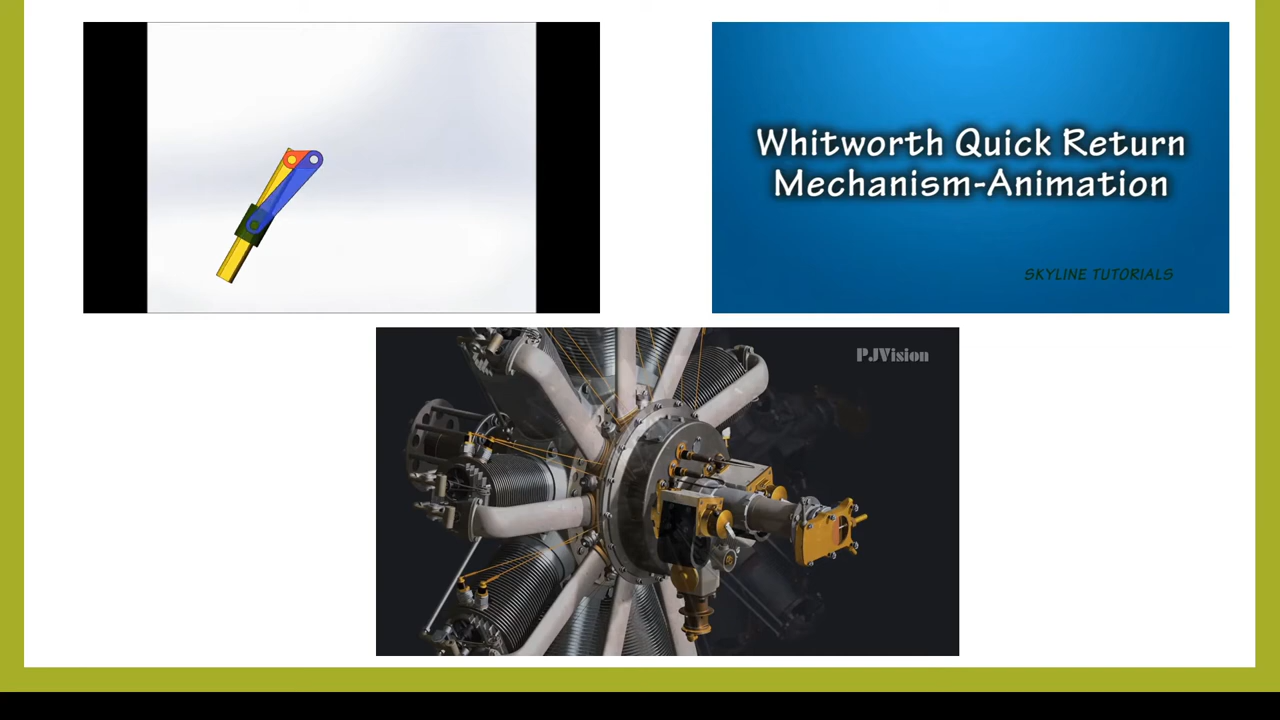 Whitworth Quick Return
Mechanism-Animation
SKYLINE TUTORIALS
PJVision